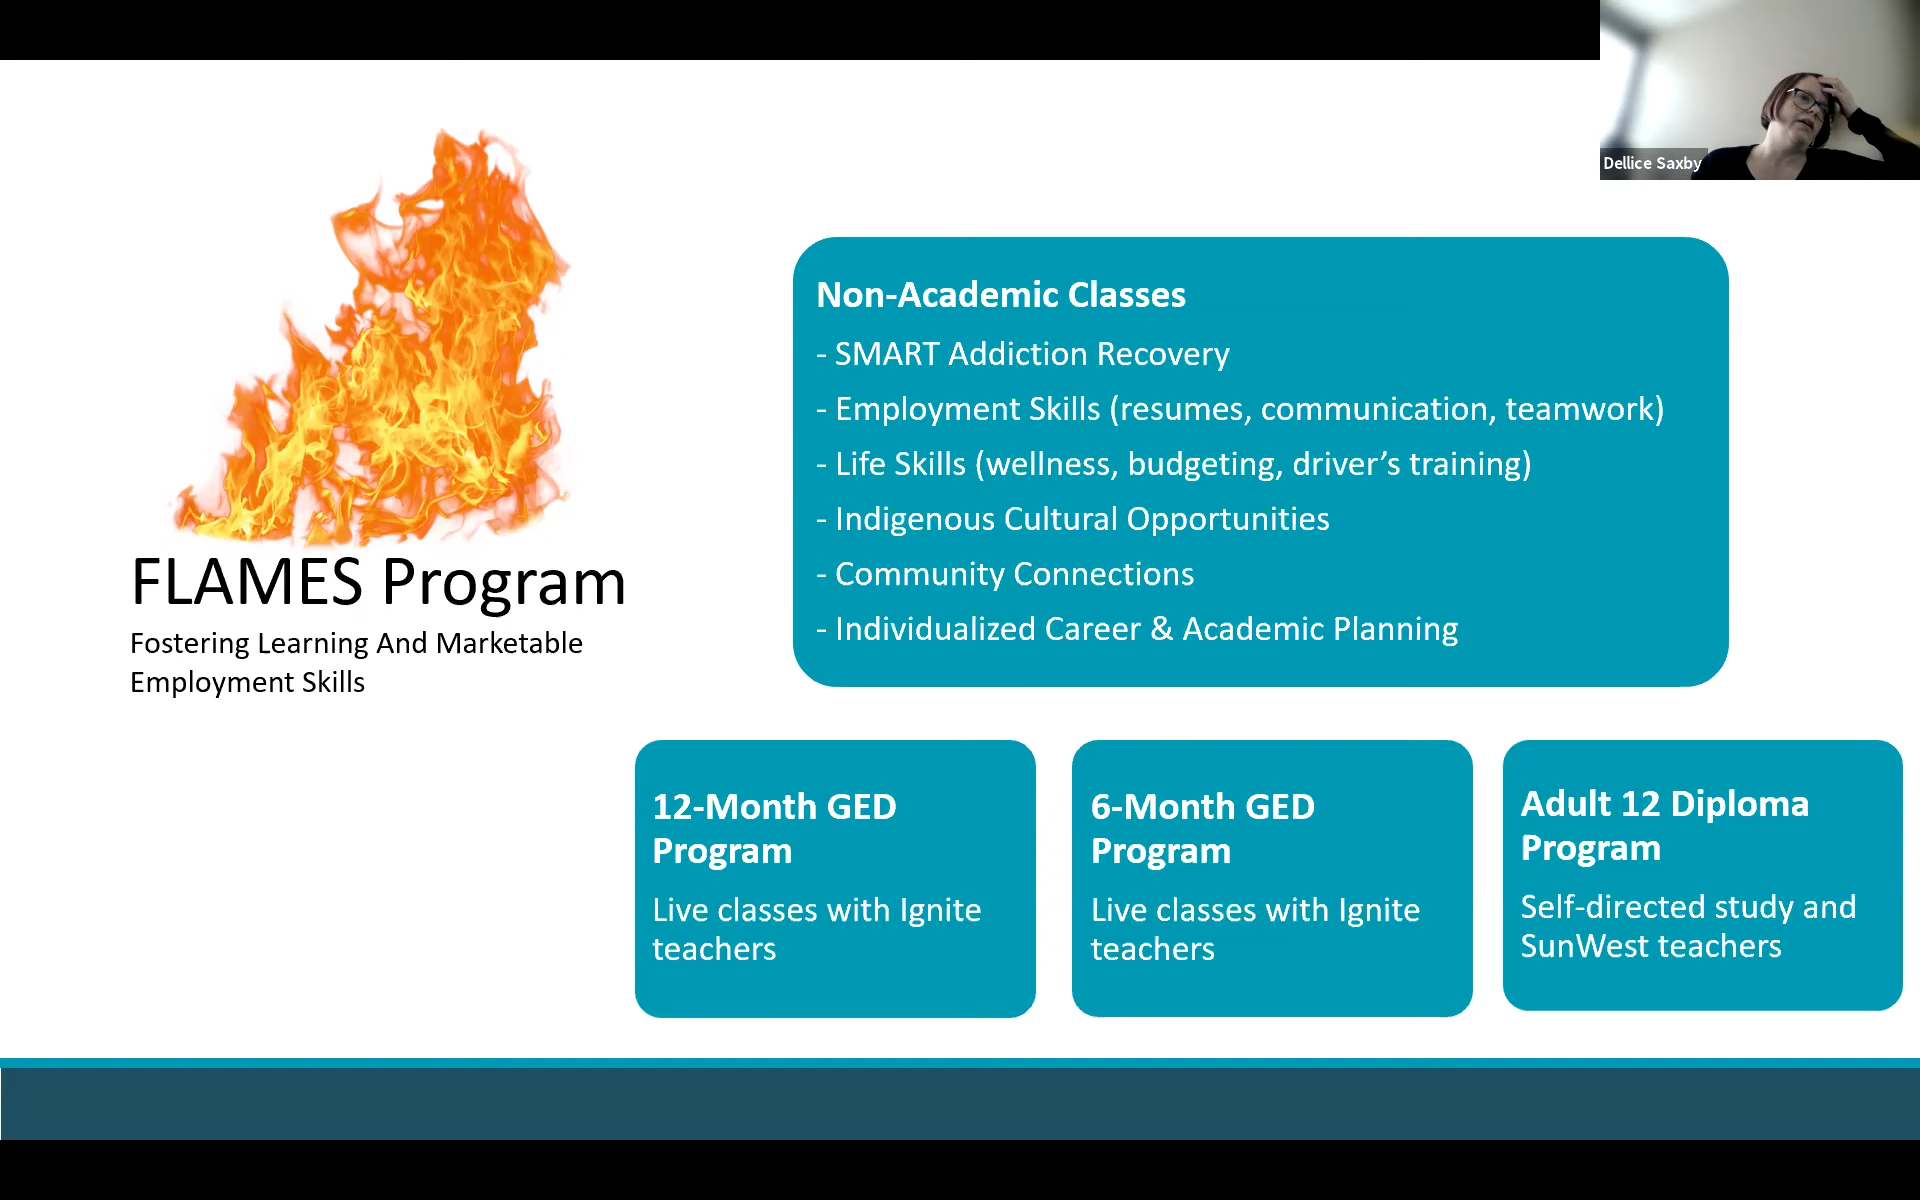 Dellice Saxby
FLAMES Program
Fostering Learning And Marketable
Employment Skills
Non-Academic Classes
- SMART Addiction Recovery
- Employment Skills (resumes, communication, teamwork)
- Life Skills (wellness, budgeting, driver’s training)
- Indigenous Cultural Opportunities
- Community Connections
- Individualized Career & Academic Planning
12-Month GED
Program
Live classes with Ignite
teachers
6-Month GED
Program
Live classes with Ignite
teachers
Adult 12 Diploma
Program
Self-directed study and
SunWest teachers